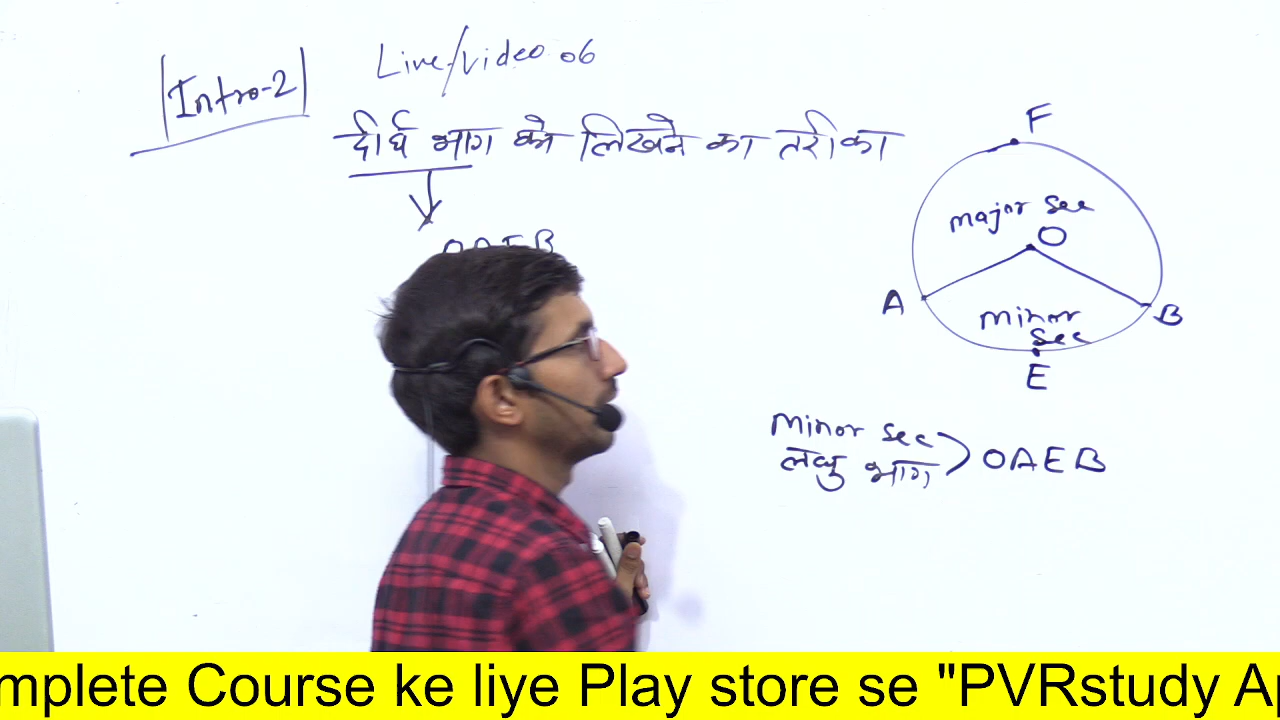 Intro-2
Live/video 06
दीर्घ भाग को लिखने का तरीका
OAEB
F
major sec
O
A
B
minor
sec
E
minor sec
लघु भाग
OAEB
mplete Course ke liye Play store se "PVRstudy Ap